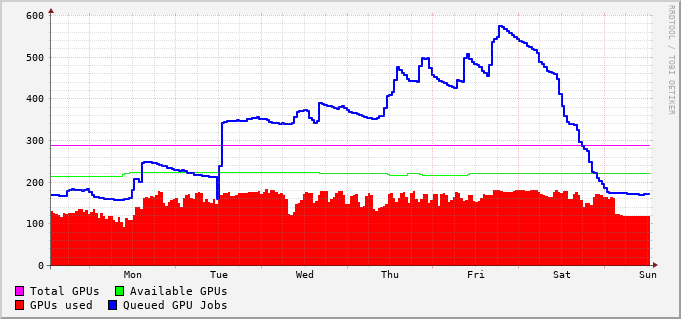 600
500
400
300
200
100
0
Mon Tue Wed Thu Fri Sat Sun
Total GPUs Available GPUs
GPUs used Queued GPU Jobs
RRDTOOL / TOBI OETIKER